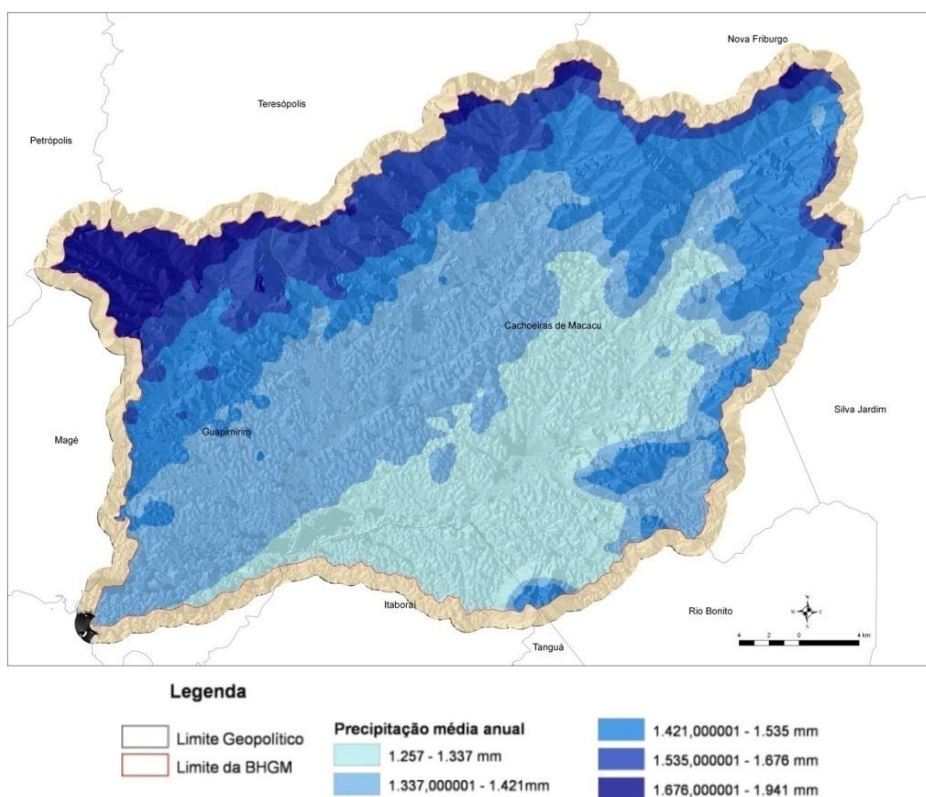 Nova Friburgo
Teresópolis
Petrópolis
Cachoeiras de Macacu
Silva Jardim
Guapimirim
Magé
Itaboraí
Rio Bonito
Tanguá
N
W E
S
4 2 0 4 km
Legenda
Limite Geopolítico
Limite da BHGM
Precipitação média anual
1.257 - 1.337 mm
1.337,000001 - 1.421mm
1.421,000001 - 1.535 mm
1.535,000001 - 1.676 mm
1.676,000001 - 1.941 mm